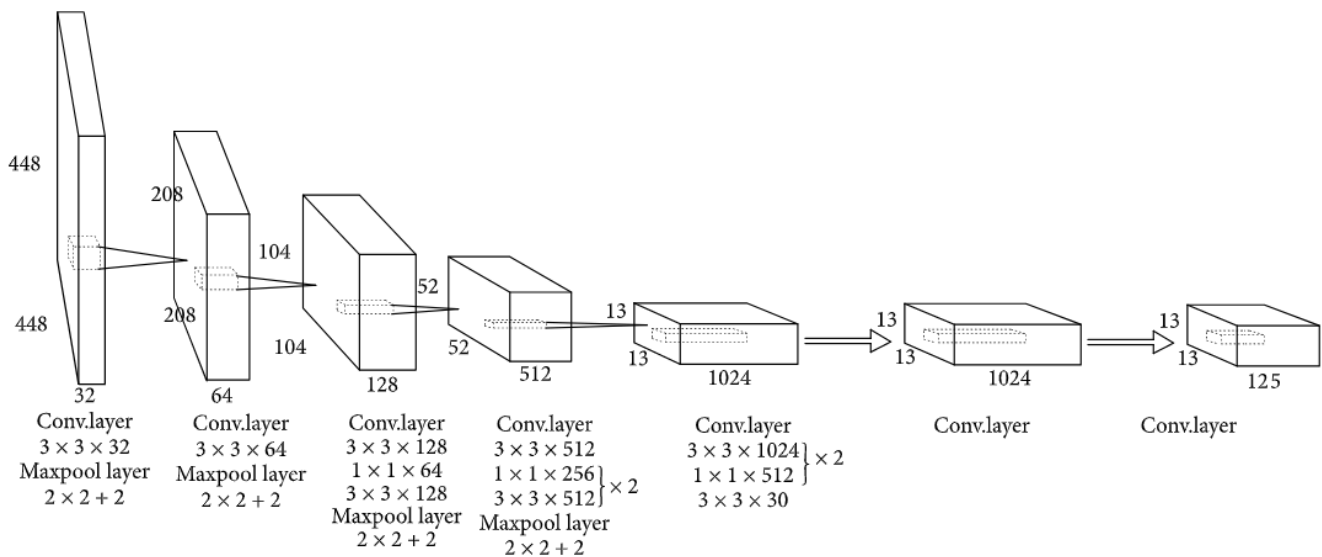 448
448
32
Conv.layer
3 × 3 × 32
Maxpool layer
2 × 2 + 2
208
208
64
Conv.layer
3 × 3 × 64
Maxpool layer
2 × 2 + 2
104
104
128
Conv.layer
3 × 3 × 128
1 × 1 × 64
3 × 3 × 128
Maxpool layer
2 × 2 + 2
52
52
512
Conv.layer
3 × 3 × 512
1 × 1 × 256
3 × 3 × 512
× 2
Maxpool layer
2 × 2 + 2
13
13
1024
Conv.layer
3 × 3 × 1024
1 × 1 × 512
× 2
3 × 3 × 30
13
13
1024
Conv.layer
13
13
125
Conv.layer